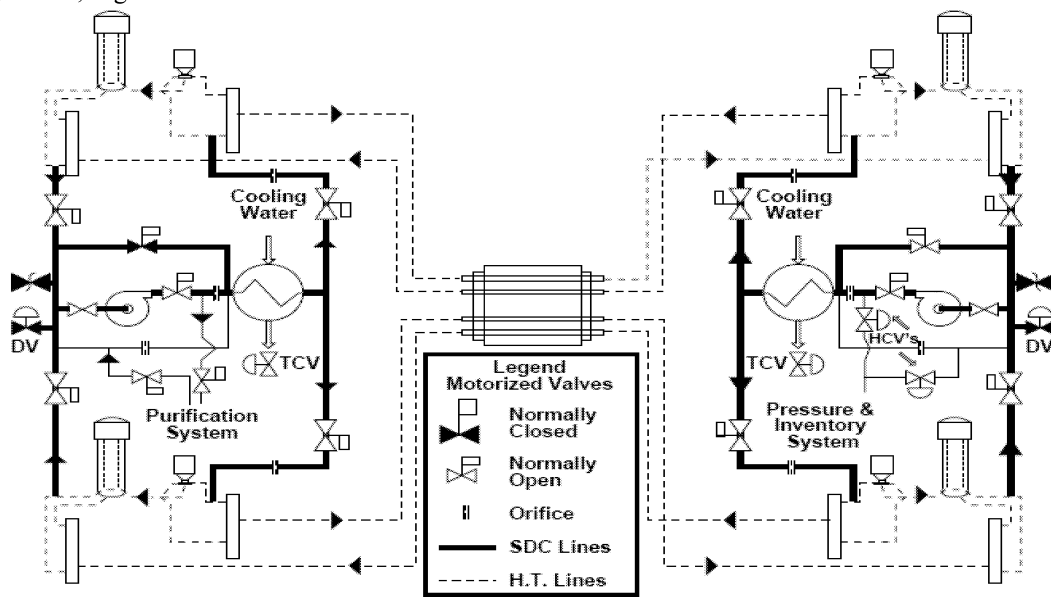 Cooling
Water
Cooling
Water
DV
TCV
TCV
HCV's
DV
Purification
System
Pressure &
Inventory
System
Legend
Motorized Valves
Normally
Closed
Normally
Open
Orifice
SDC Lines
H.T. Lines